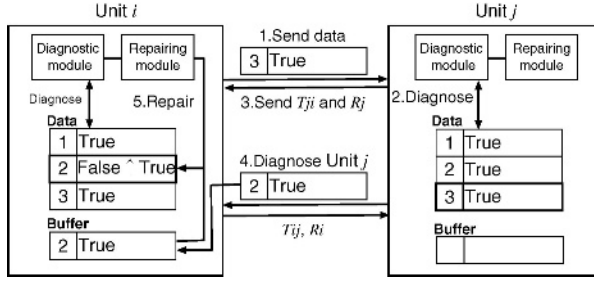 Unit i
Unit j
Diagnostic module
Repairing module
1.Send data
3 True
Diagnostic module
Repairing module
Diagnose
5.Repair
3.Send Tji and Rj
2.Diagnose
Data
1 True
2 False ^ True
3 True
4.Diagnose Unit j
2 True
Data
1 True
2 True
3 True
Buffer
2 True
Tij, Ri
Buffer